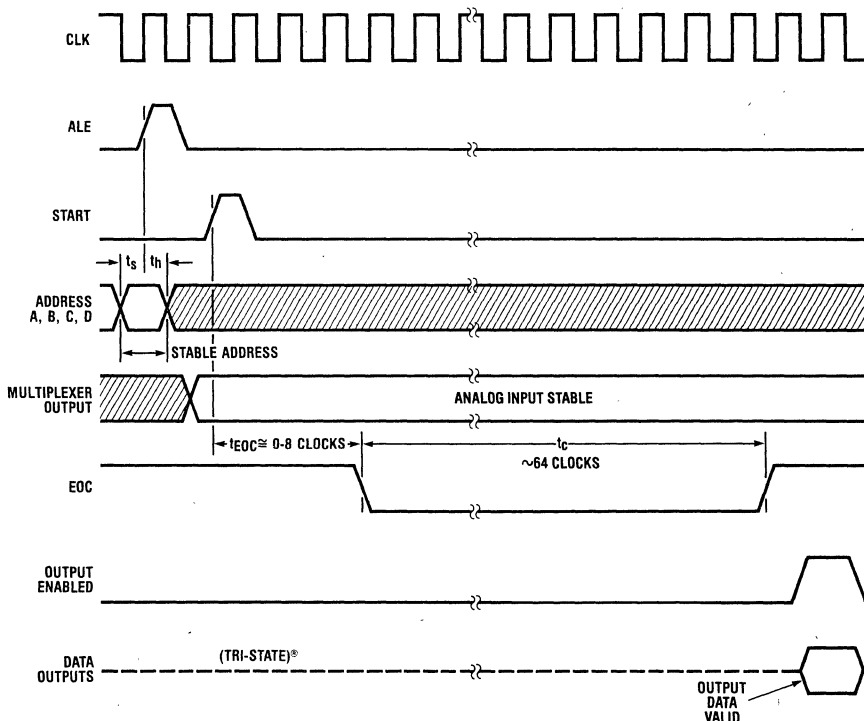 CLK
ALE
START
ts
th
ADDRESS
A, B, C, D
STABLE ADDRESS
MULTIPLEXER
OUTPUT
ANALOG INPUT STABLE
tEOC ≅ 0-8 CLOCKS
tc
~64 CLOCKS
EOC
OUTPUT
ENABLED
DATA
OUTPUTS
(TRI-STATE)®
OUTPUT
DATA
VALID